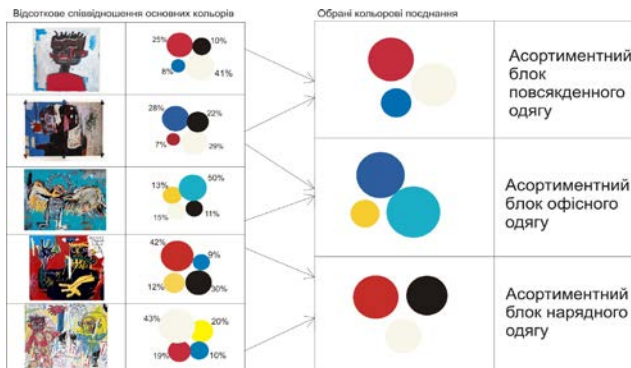 Відсоткове співвідношення основних кольорів
Обрані кольорові поєднання
25%
10%
8%
41%
28%
22%
7%
29%
13%
50%
15%
11%
42%
9%
12%
30%
43%
20%
19%
10%
Асортиментний
блок
повсякденного
одягу
Асортиментний
блок офісного
одягу
Асортиментний
блок нарядного
одягу